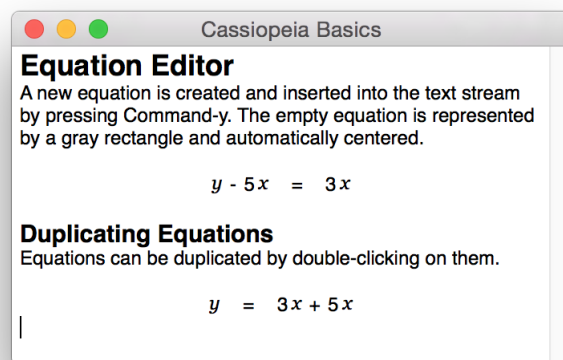 Cassiopeia Basics
Equation Editor
A new equation is created and inserted into the text stream
by pressing Command-y. The empty equation is represented
by a gray rectangle and automatically centered.
y - 5x = 3x
Duplicating Equations
Equations can be duplicated by double-clicking on them.
y = 3x + 5x